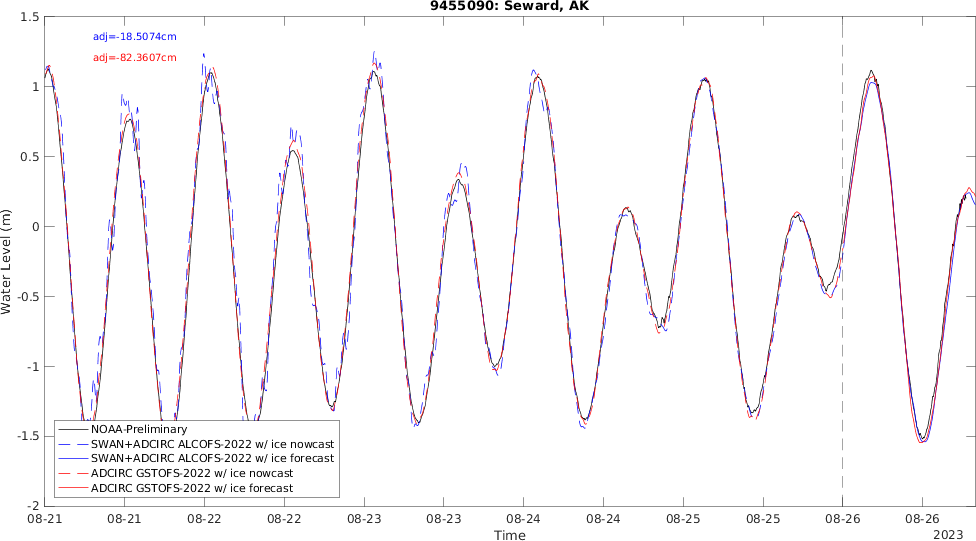 9455090: Seward, AK
adj=-18.5074cm
adj=-82.3607cm
1.5
1
0.5
0
-0.5
-1
-1.5
-2
Water Level (m)
NOAA-Preliminary
SWAN+ADCIRC ALCOFS-2022 w/ ice nowcast
SWAN+ADCIRC ALCOFS-2022 w/ ice forecast
ADCIRC GSTOFS-2022 w/ ice nowcast
ADCIRC GSTOFS-2022 w/ ice forecast
08-21 08-21 08-22 08-22 08-23 08-23 08-24 08-24 08-25 08-25 08-26 08-26
Time
2023